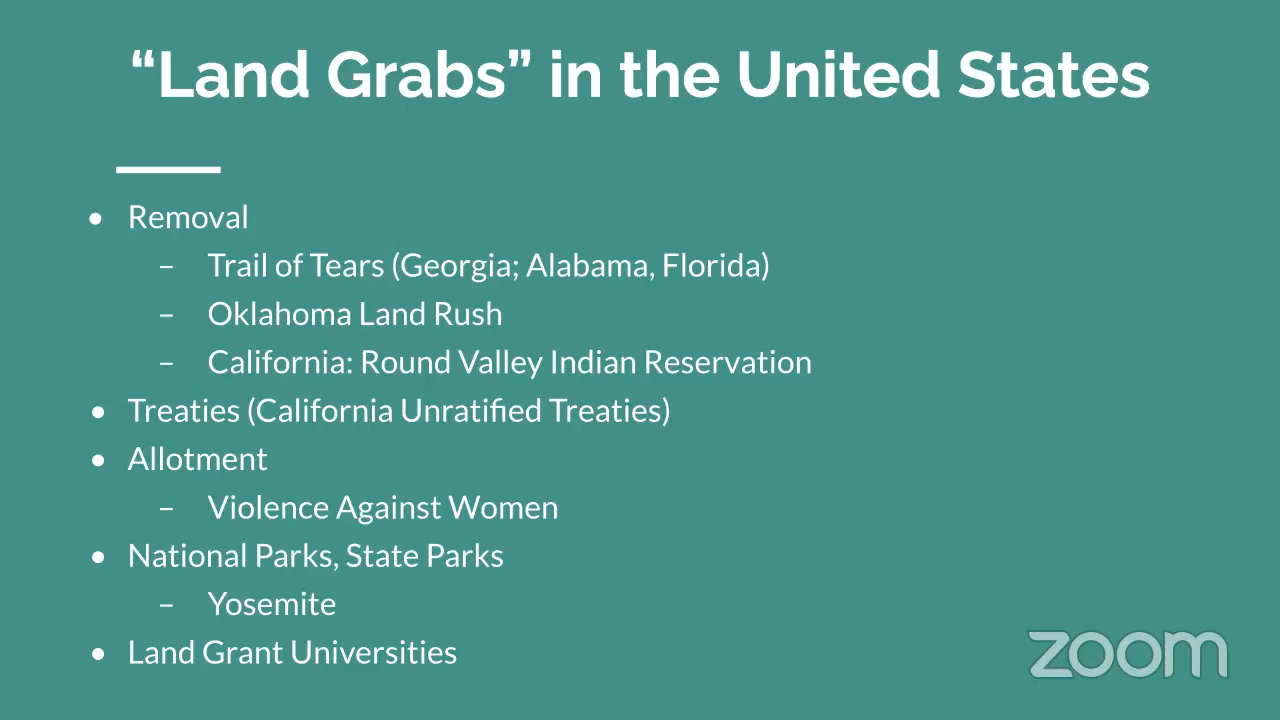 “Land Grabs” in the United States
● Removal
– Trail of Tears (Georgia; Alabama, Florida)
– Oklahoma Land Rush
– California: Round Valley Indian Reservation
● Treaties (California Unratified Treaties)
● Allotment
– Violence Against Women
● National Parks, State Parks
– Yosemite
● Land Grant Universities
zoom